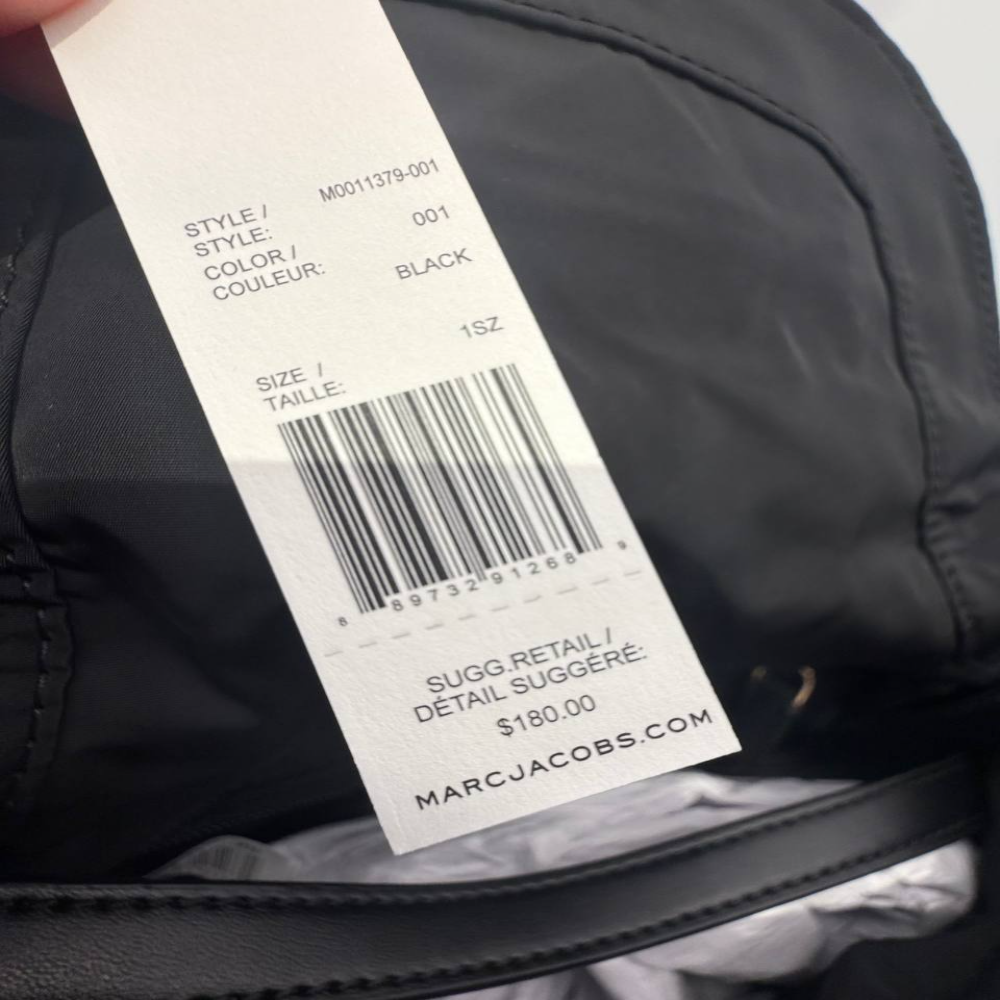 STYLE / M0011379-001
STYLE: 001
COLOR /
COULEUR: BLACK
1SZ
SIZE /
TAILLE:
8 89732 91268 9
SUGG.RETAIL /
DÉTAIL SUGGÉRÉ:
$180.00
MARCJACOBS.COM